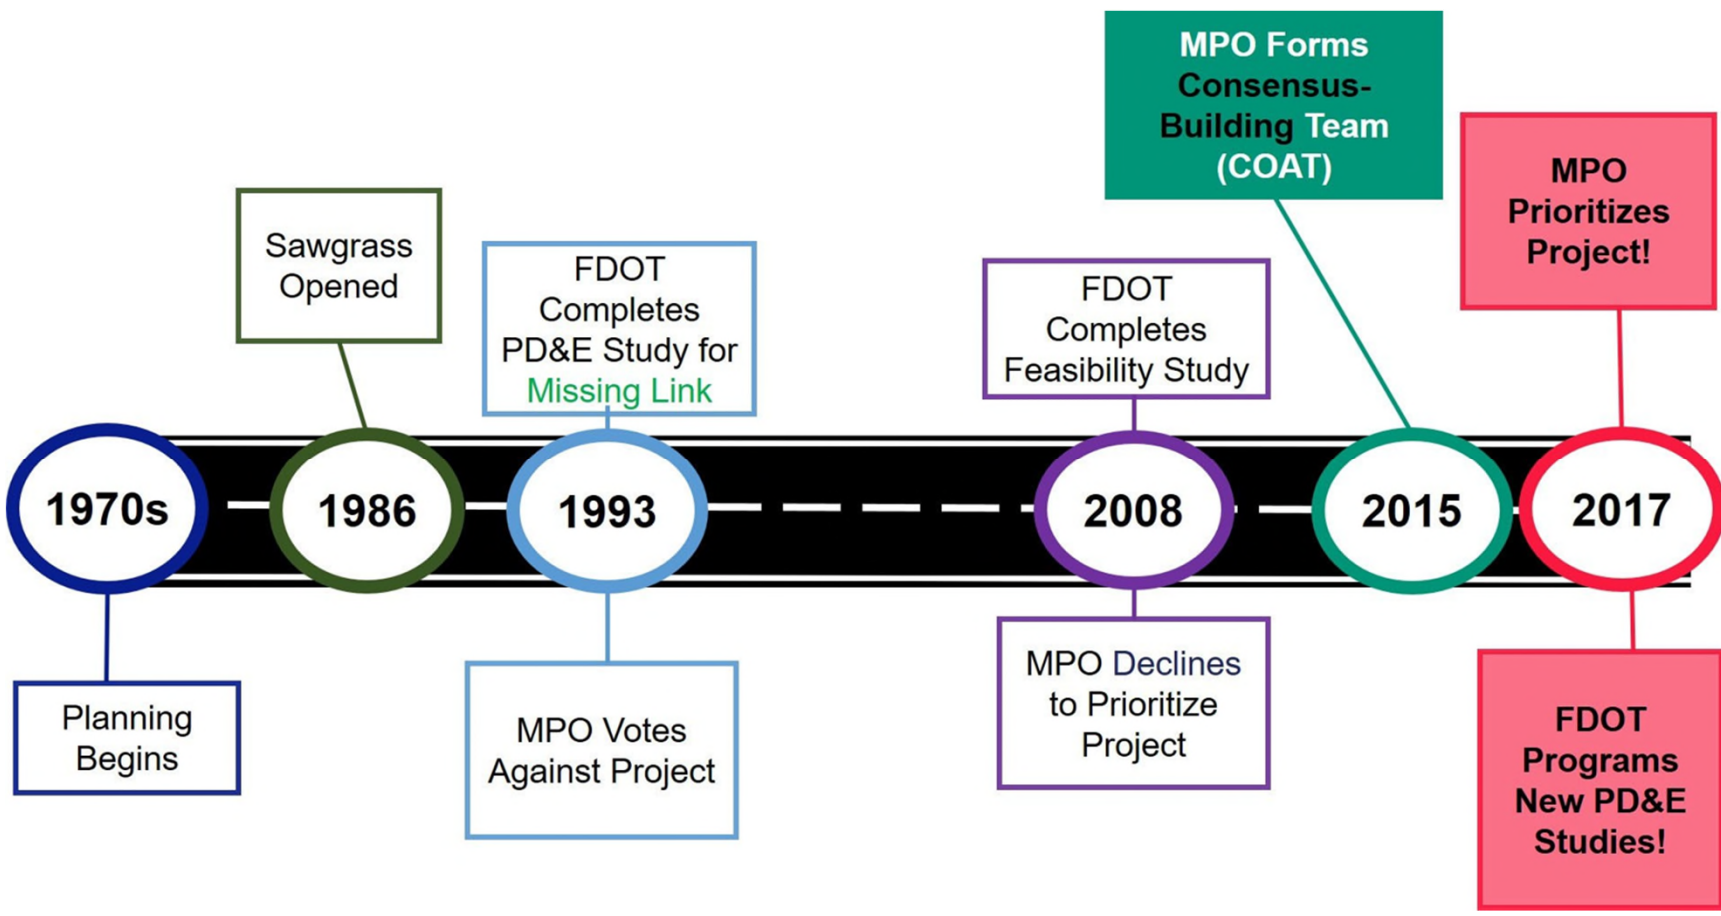 MPO Forms
Consensus-
Building Team
(COAT)
MPO
Prioritizes
Project!
Sawgrass
Opened
FDOT
Completes
PD&E Study for
Missing Link
FDOT
Completes
Feasibility Study
1970s
1986
1993
2008
2015
2017
Planning
Begins
MPO Votes
Against Project
MPO Declines
to Prioritize
Project
FDOT
Programs
New PD&E
Studies!